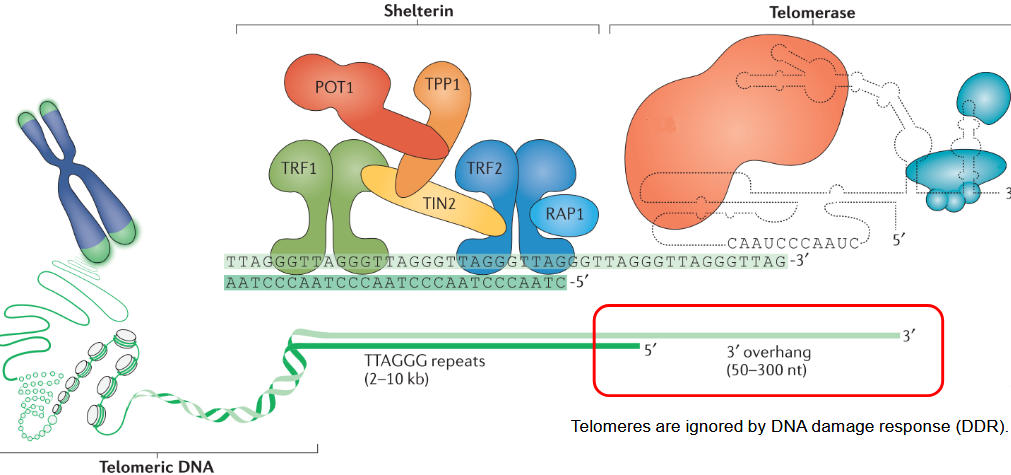 Shelterin
Telomerase
POT1
TPP1
TRF1
TRF2
TIN2
RAP1
3
CAAUCCCAAUC
5′
TTAGGGTTAGGGTTAGGGTTAGGGTTAGGGTTAGGGTTAGGGTTAG-3′
AATCCCAATCCCAATCCCAATCCCAATC-5′
3′
5′
TTAGGG repeats
(2–10 kb)
3′ overhang
(50–300 nt)
Telomeres are ignored by DNA damage response (DDR).
Telomeric DNA